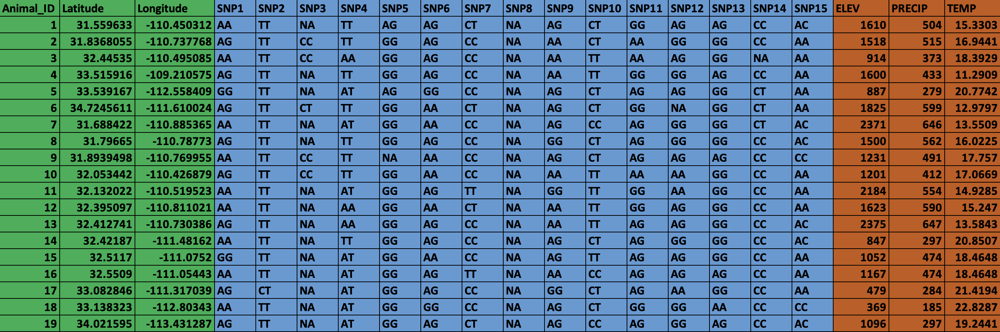 Animal_ID Latitude Longitude SNP1 SNP2 SNP3 SNP4 SNP5 SNP6 SNP7 SNP8 SNP9 SNP10 SNP11 SNP12 SNP13 SNP14 SNP15 ELEV PRECIP TEMP
1 31.559633 -110.450312 AA TT NA TT AG AG CT NA AG CT GG AG AG CC AC 1610 504 15.3303
2 31.8368055 -110.737768 AG TT CC TT GG AG CC NA AA CT AA GG GG CC AA 1518 515 16.9441
3 32.44535 -110.495085 AA TT CC AA GG AG CC NA AA TT AA AG GG NA AA 914 373 18.3929
4 33.515916 -109.210575 AG TT NA TT GG AG CC NA AA TT GG GG AG CC AA 1600 433 11.2909
5 33.539167 -112.558409 GG TT NA AT AG GG CC NA AG CT AG AG GG CT AA 887 279 20.7742
6 34.7245611 -111.610024 AG TT CT TT GG AA CT NA AG CT GG NA GG CT AA 1825 599 12.9797
7 31.688422 -110.885365 AA TT NA AT GG AA CC NA AG CC AG GG GG CT AC 2371 646 13.5509
8 31.79665 -110.78773 AG TT NA TT GG AG CC NA GG CT AG GG GG CC AC 1500 562 16.0225
9 31.8939498 -110.769955 AA TT CC TT NA AA CC NA AG CT AG AG AG CC CC 1231 491 17.757
10 32.053442 -110.426879 AG TT CC TT GG AA CC NA AA TT AA AA GG CC AA 1201 412 17.0669
11 32.132022 -110.519523 AA TT NA AT GG AG TT NA GG TT GG AA GG CC AA 2184 554 14.9285
12 32.395097 -110.811021 AA TT NA AA GG AA CT NA AA TT GG AG GG CC AA 1623 590 15.247
13 32.412741 -110.730386 AG TT NA AA GG AG CC NA AA TT AG AG GG CC AC 2375 647 13.5843
14 32.42187 -111.48162 AA TT NA TT GG AG CC NA AG CT AG GG GG CC AC 847 297 20.8507
15 32.5117 -111.0752 GG TT NA AT GG AA CC NA AG TT AG AG GG CC AA 1052 474 18.4648
16 32.5509 -111.05443 AA TT NA AT GG AG TT NA AA CC AG AG AG CC AA 1167 474 18.4648
17 33.082846 -111.317039 AG CT NA AT GG AG CC NA GG CT AG AA GG CC AA 479 284 21.4194
18 33.138323 -112.80343 AA TT NA AT GG GG CC NA AG CT GG GG AA CC CC 369 185 22.8287
19 34.021595 -113.431287 AG TT NA AT GG AG CT NA AG CC AG GG AG CC AC 1096 297 19.2441